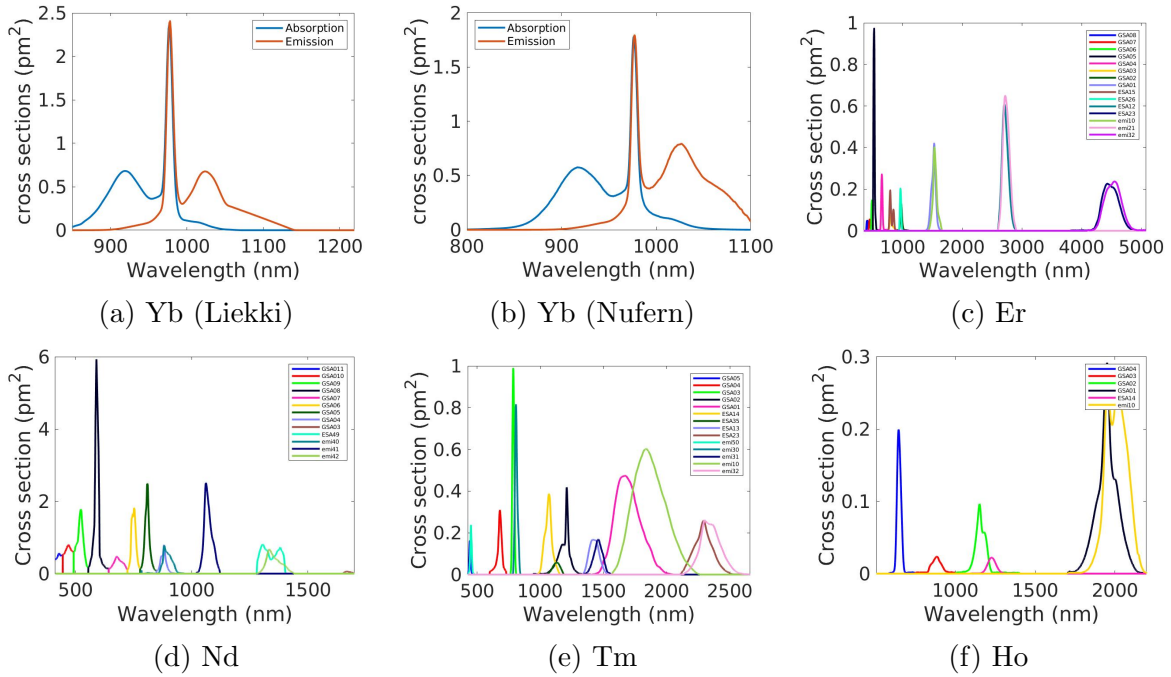 2.5
2
1.5
1
0.5
0
cross sections (pm²)
Absorption
Emission
900
1000
1100
1200
Wavelength (nm)
(a) Yb (Liekki)
2
1.5
1
0.5
0
cross sections (pm²)
Absorption
Emission
800
900
1000
1100
Wavelength (nm)
(b) Yb (Nufern)
1
0.8
0.6
0.4
0.2
0
Cross section (pm²)
GSA08
GSA07
GSA06
GSA05
GSA04
GSA03
GSA02
GSA01
ESA15
ESA26
ESA12
ESA23
emi10
emi21
emi32
1000
2000
3000
4000
5000
Wavelength (nm)
(c) Er
6
4
2
0
Cross section (pm²)
GSA011
GSA010
GSA09
GSA08
GSA07
GSA06
GSA05
GSA04
GSA03
ESA49
emi40
emi41
emi42
500
1000
1500
Wavelength (nm)
(d) Nd
1
0.8
0.6
0.4
0.2
0
Cross section (pm²)
GSA05
GSA04
GSA03
GSA02
GSA01
ESA14
ESA35
ESA13
ESA23
emi50
emi30
emi31
emi10
emi32
500
1000
1500
2000
2500
Wavelength (nm)
(e) Tm
0.3
0.2
0.1
0
Cross section (pm²)
GSA04
GSA03
GSA02
GSA01
ESA14
emi10
1000
1500
2000
Wavelength (nm)
(f) Ho